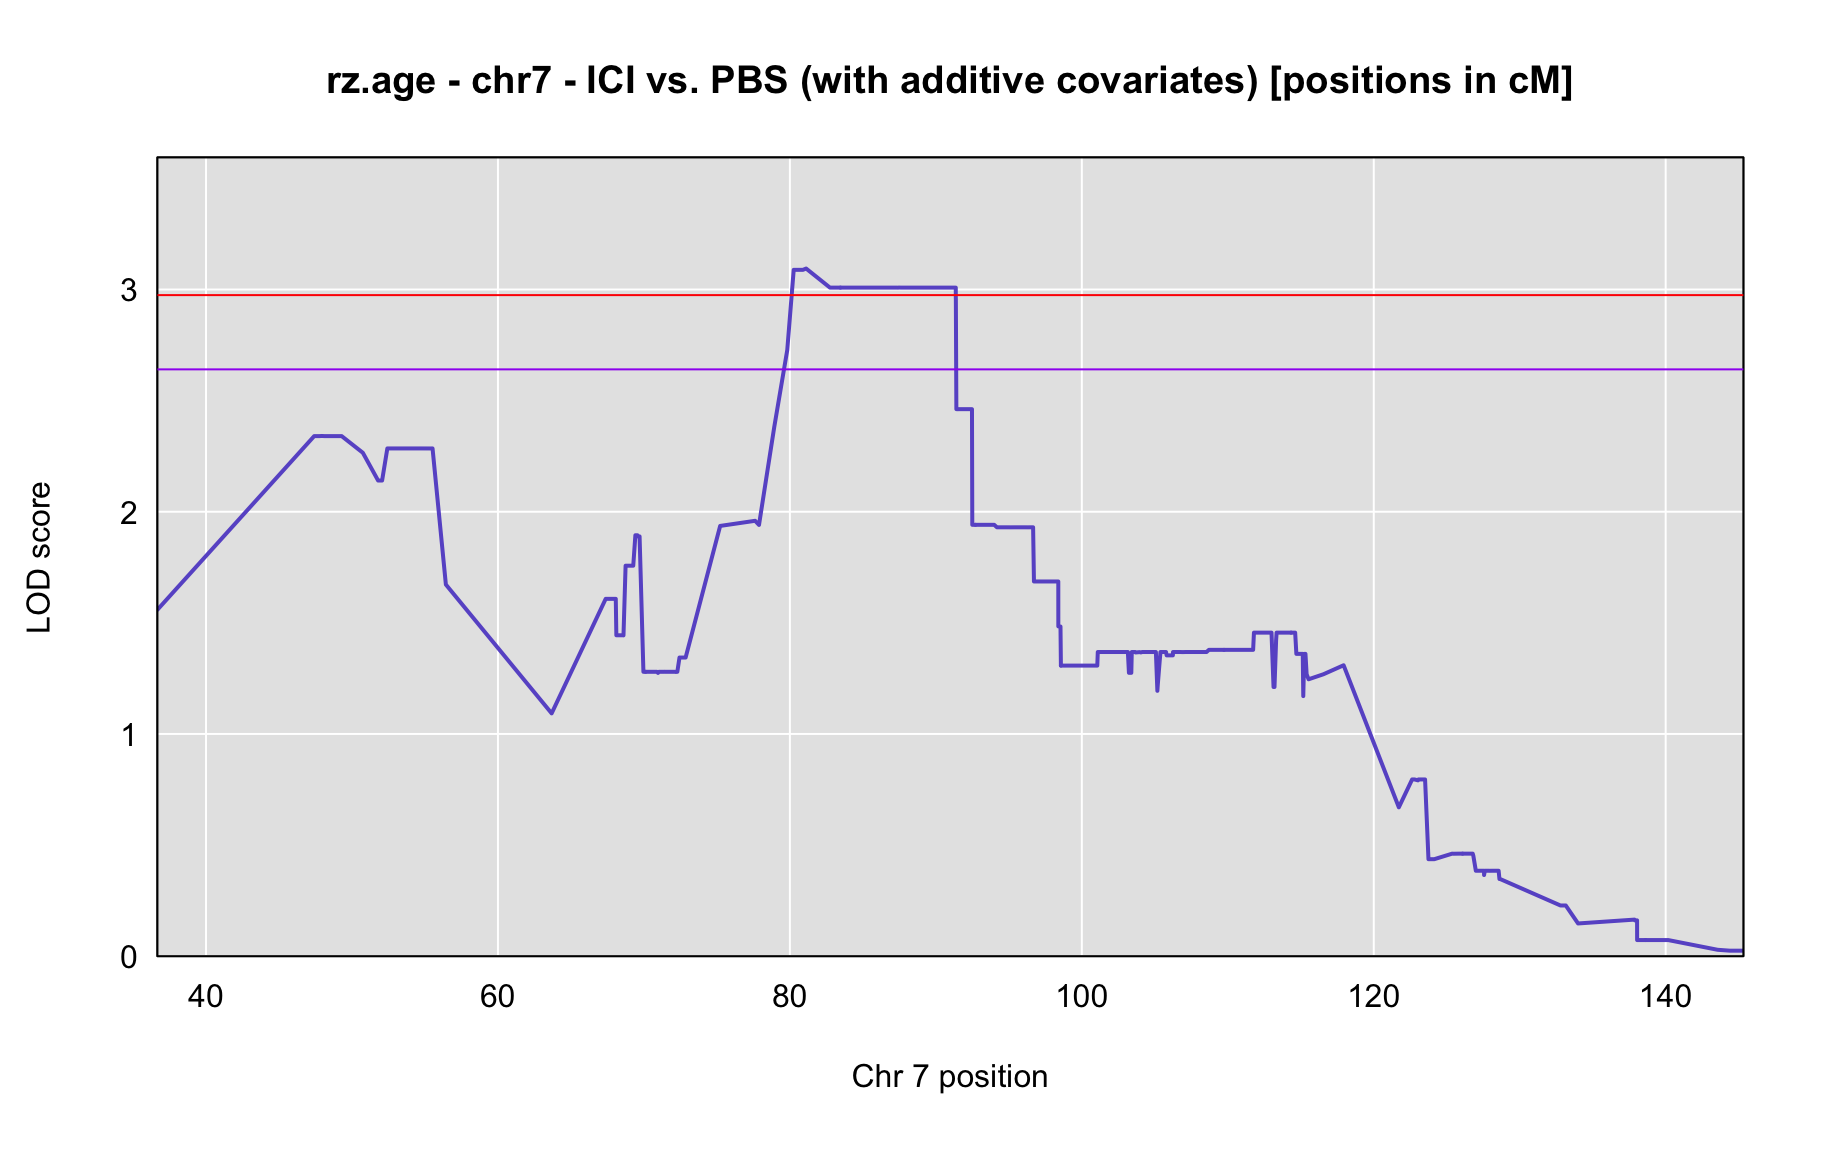 rz.age - chr7 - ICI vs. PBS (with additive covariates) [positions in cM]
3
2
1
0
LOD score
40 60 80 100 120 140
Chr 7 position